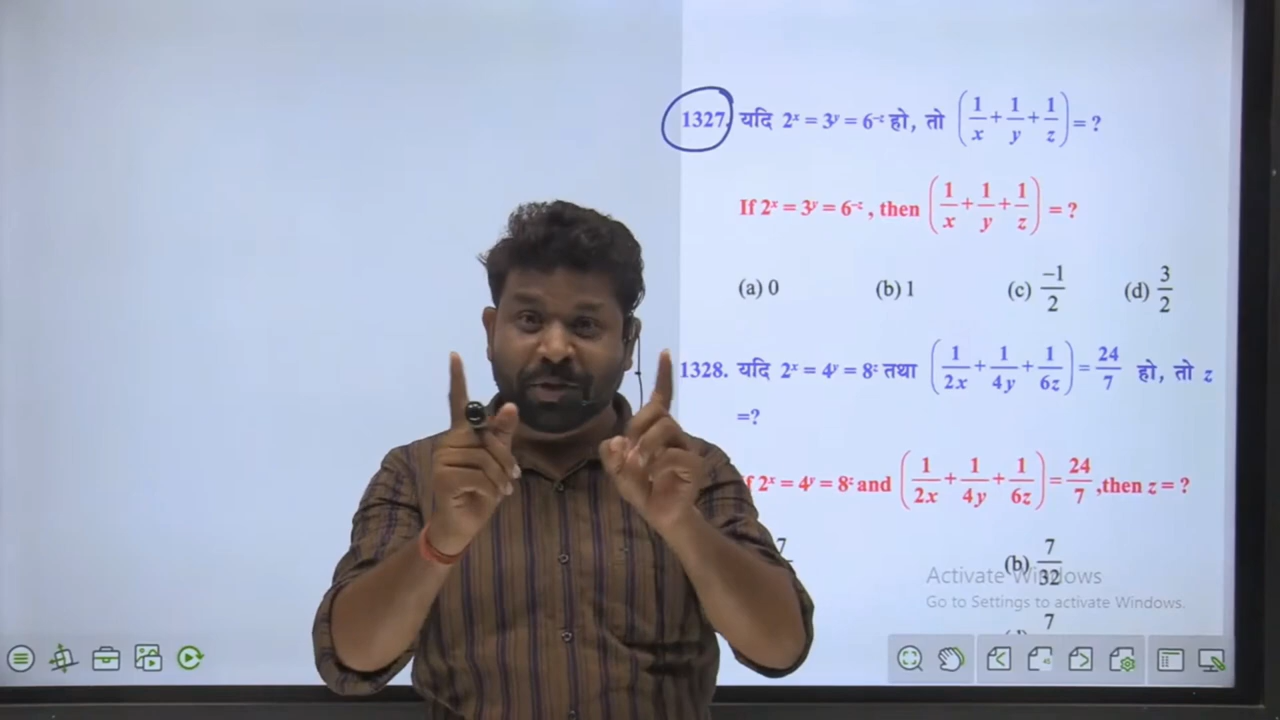 1327. यदि 2ˣ = 3ʸ = 6⁻ᶻ हो, तो (1/x + 1/y + 1/z) = ?
If 2ˣ = 3ʸ = 6⁻ᶻ, then (1/x + 1/y + 1/z) = ?
(a) 0 (b) 1 (c) -1/2 (d) 3/2
1328. यदि 2ˣ = 4ʸ = 8ᶻ तथा (1/2x + 1/4y + 1/6z) = 24/7 हो, तो z
=?
If 2ˣ = 4ʸ = 8ᶻ and (1/2x + 1/4y + 1/6z) = 24/7, then z = ?
7 (b) 7/32
Activate Windows
Go to Settings to activate Windows.
7